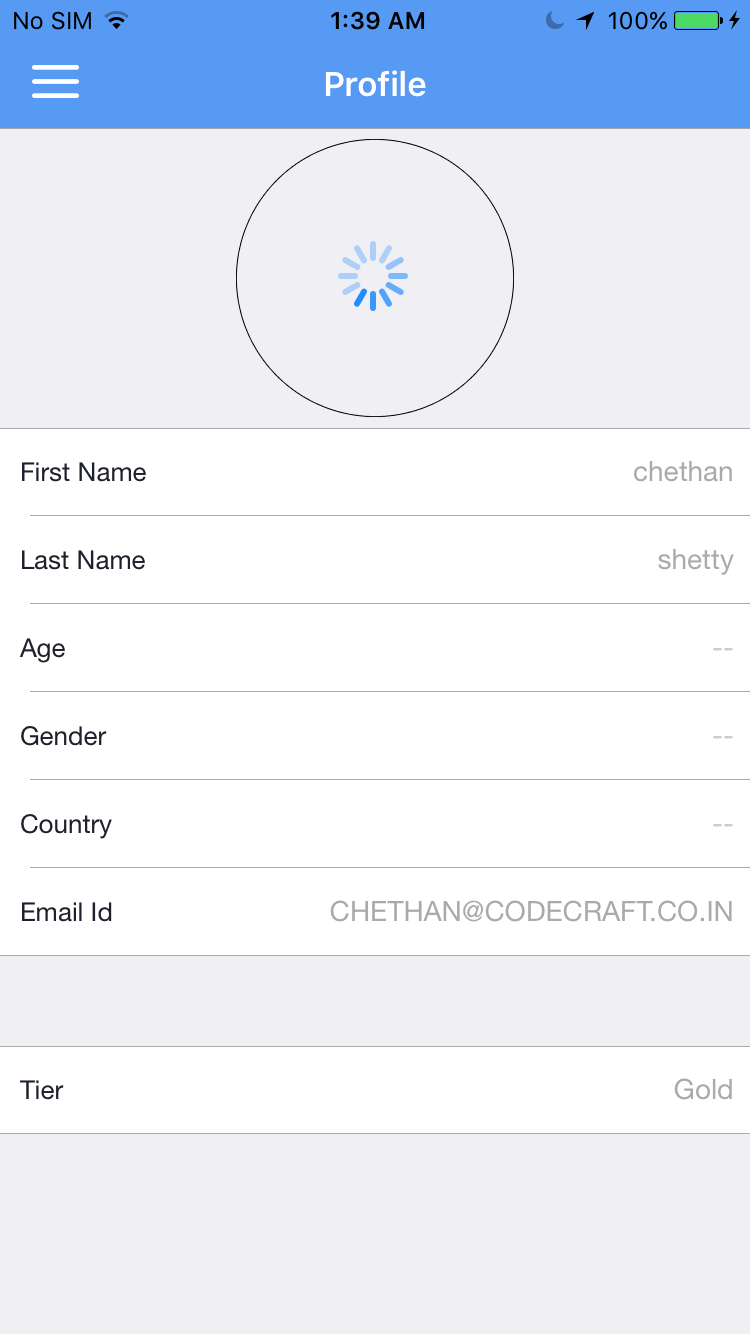 No SIM 1:39 AM 100%
Profile
First Name chethan
Last Name shetty
Age --
Gender --
Country --
Email Id CHETHAN@CODECRAFT.CO.IN
Tier Gold